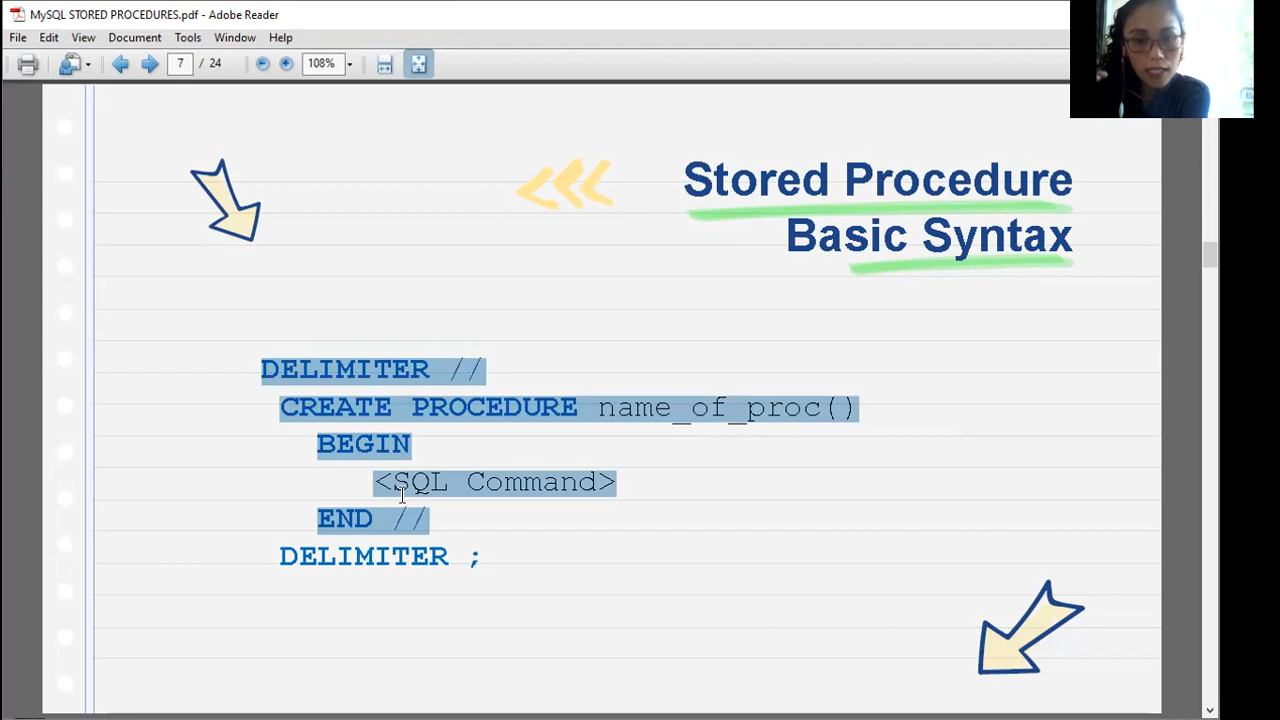 MySQL STORED PROCEDURES.pdf - Adobe Reader
File Edit View Document Tools Window Help
7 / 24 108%
Stored Procedure
Basic Syntax
DELIMITER //
CREATE PROCEDURE name_of_proc()
BEGIN
<SQL Command>
END //
DELIMITER ;